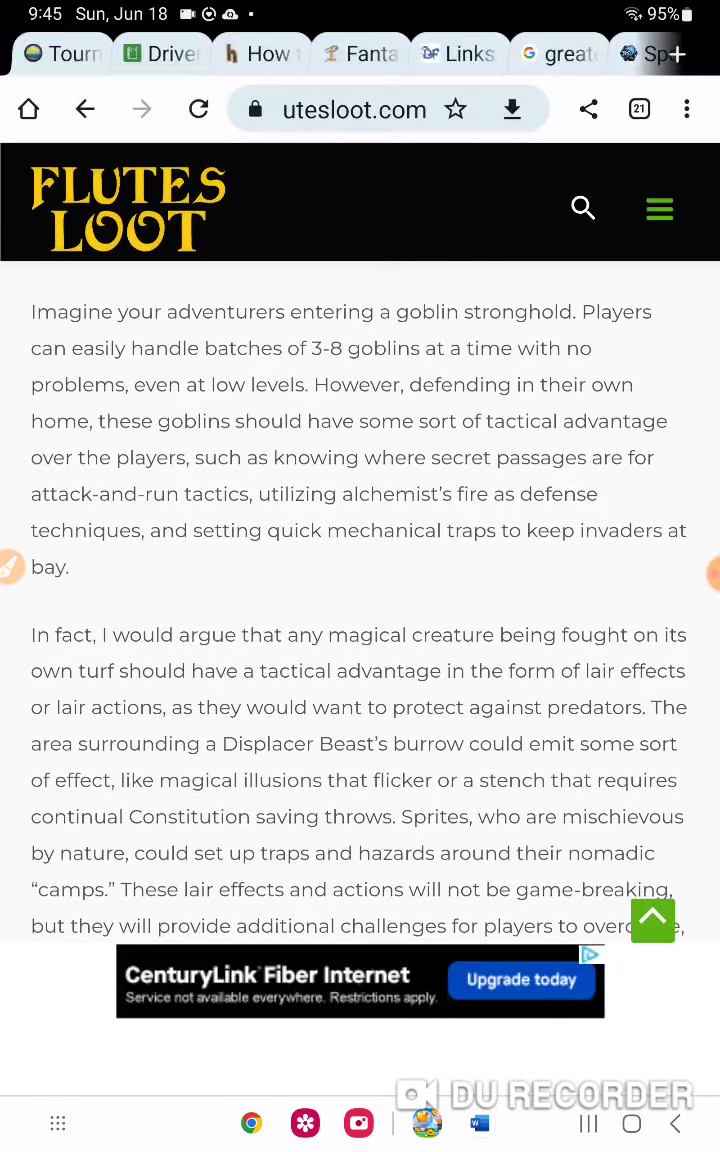 9:45 Sun, Jun 18 95%
Tourn Driver How t Fanta Links great Sp
utesloot.com 21
FLUTES
LOOT
Imagine your adventurers entering a goblin stronghold. Players
can easily handle batches of 3-8 goblins at a time with no
problems, even at low levels. However, defending in their own
home, these goblins should have some sort of tactical advantage
over the players, such as knowing where secret passages are for
attack-and-run tactics, utilizing alchemist’s fire as defense
techniques, and setting quick mechanical traps to keep invaders at
bay.
In fact, I would argue that any magical creature being fought on its
own turf should have a tactical advantage in the form of lair effects
or lair actions, as they would want to protect against predators. The
area surrounding a Displacer Beast’s burrow could emit some sort
of effect, like magical illusions that flicker or a stench that requires
continual Constitution saving throws. Sprites, who are mischievous
by nature, could set up traps and hazards around their nomadic
“camps.” These lair effects and actions will not be game-breaking,
but they will provide additional challenges for players to
CenturyLink Fiber Internet
Service not available everywhere. Restrictions apply.
Upgrade today
DU RECORDER